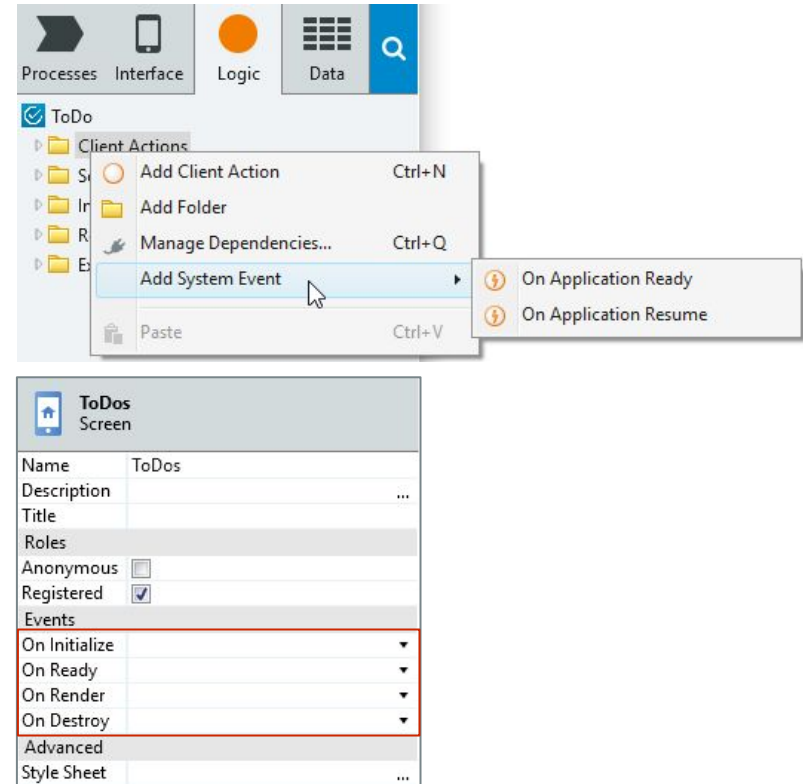 Processes Interface Logic Data
ToDo
Client Actions
Add Client Action Ctrl+N
Add Folder
Manage Dependencies... Ctrl+Q
Add System Event
On Application Ready
On Application Resume
Paste Ctrl+V
ToDos
Screen
Name ToDos
Description ...
Title
Roles
Anonymous
Registered
Events
On Initialize
On Ready
On Render
On Destroy
Advanced
Style Sheet ...